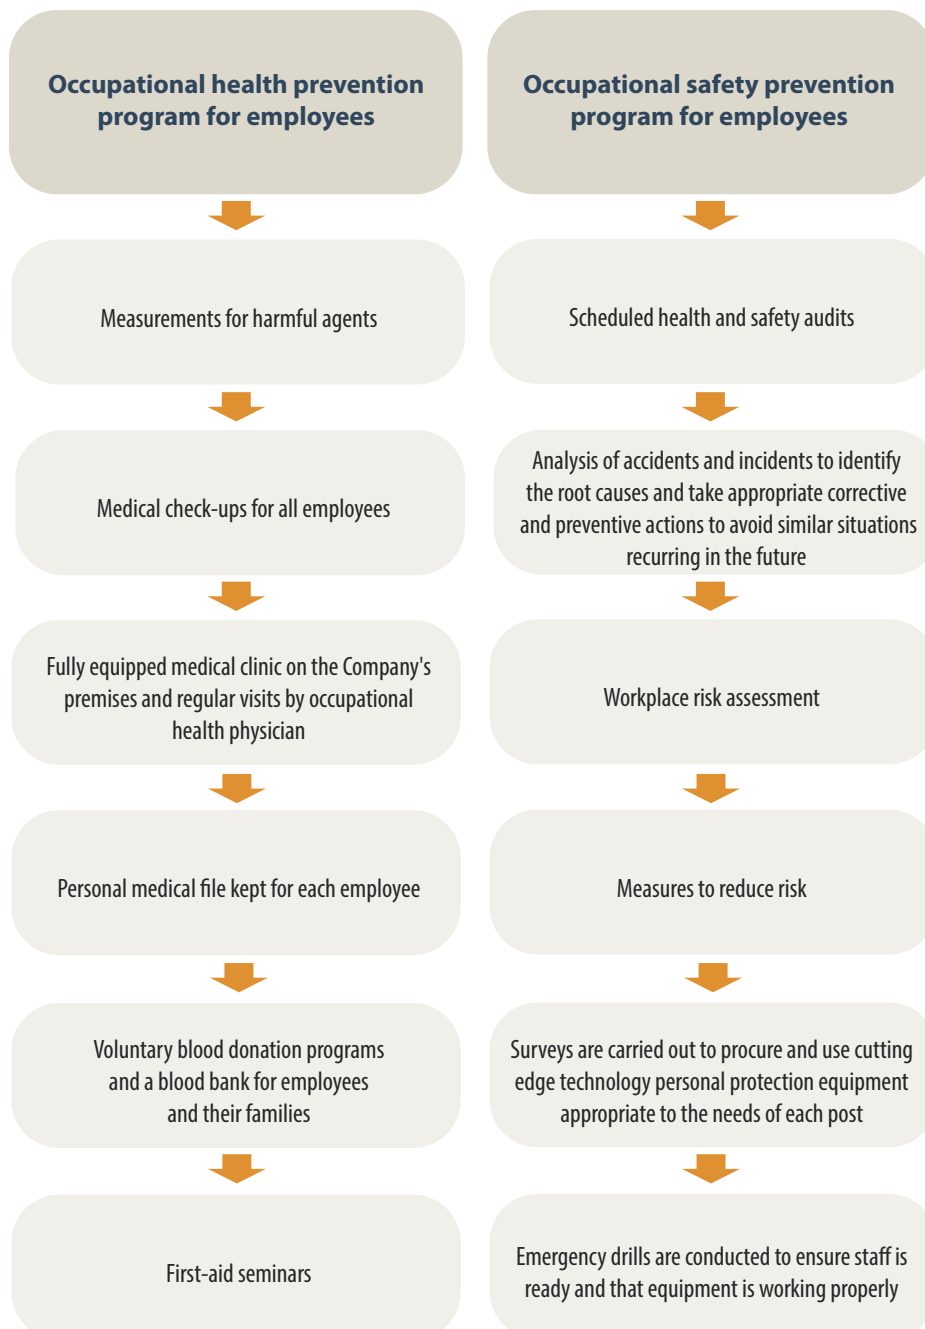 Occupational health prevention
program for employees
Measurements for harmful agents
Medical check-ups for all employees
Fully equipped medical clinic on the Company's
premises and regular visits by occupational
health physician
Personal medical file kept for each employee
Voluntary blood donation programs
and a blood bank for employees
and their families
First-aid seminars
Occupational safety prevention
program for employees
Scheduled health and safety audits
Analysis of accidents and incidents to identify
the root causes and take appropriate corrective
and preventive actions to avoid similar situations
recurring in the future
Workplace risk assessment
Measures to reduce risk
Surveys are carried out to procure and use cutting
edge technology personal protection equipment
appropriate to the needs of each post
Emergency drills are conducted to ensure staff is
ready and that equipment is working properly